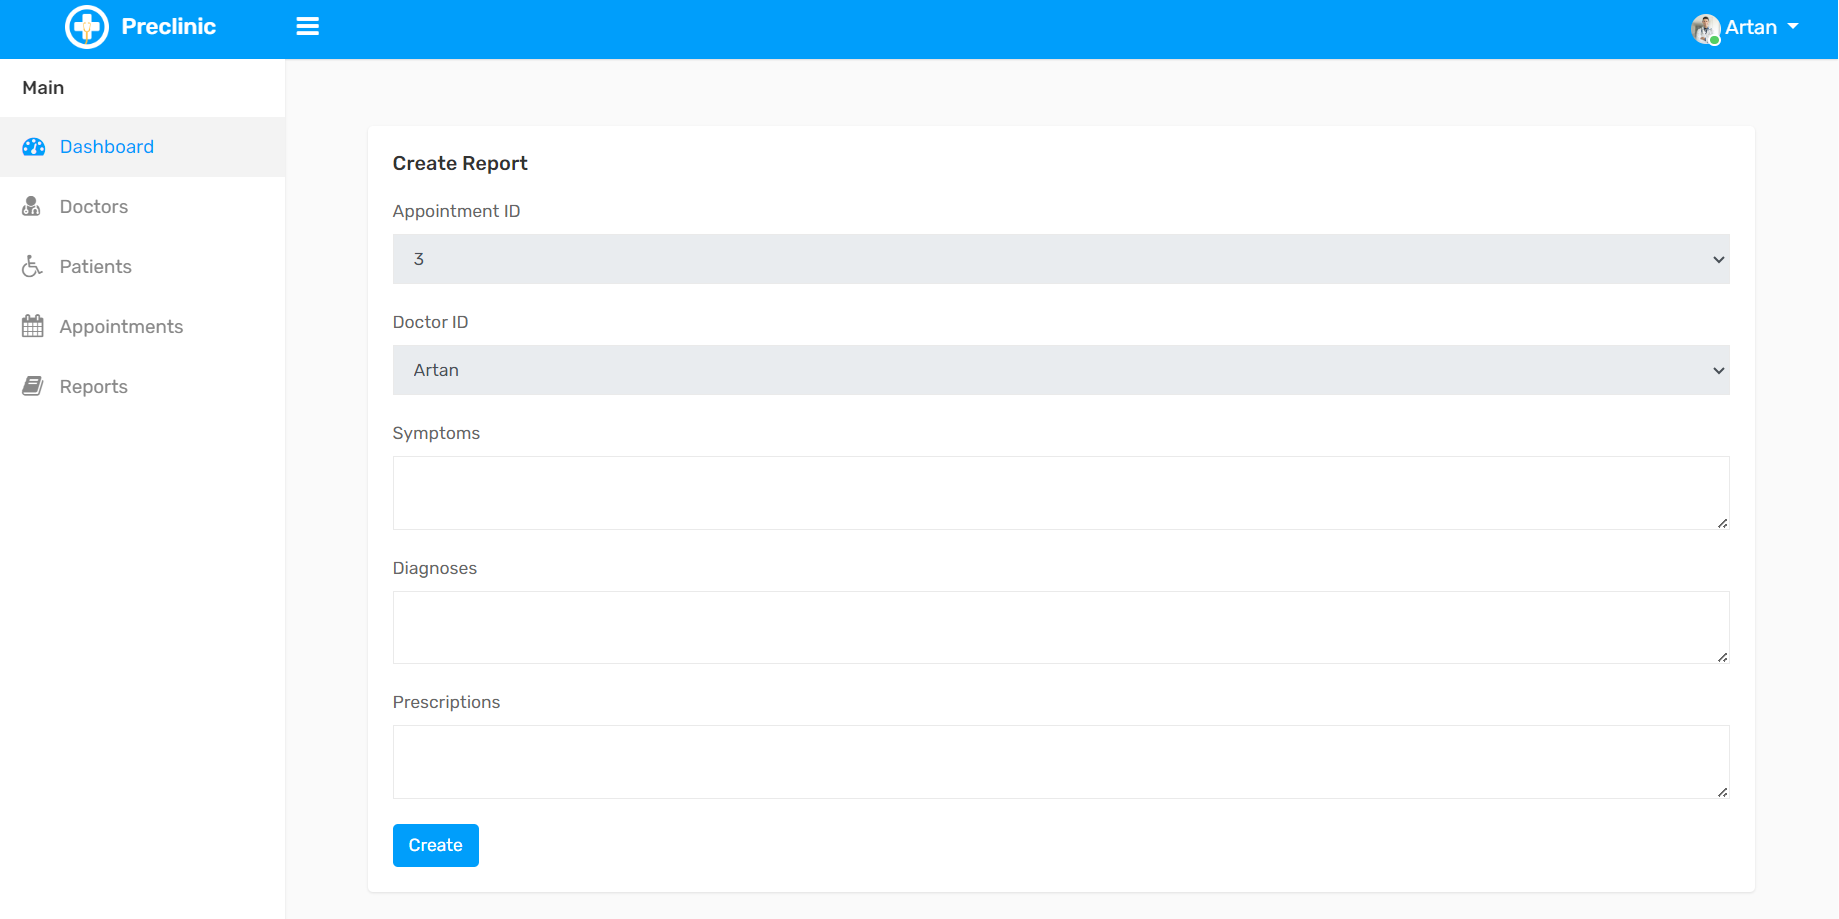 Preclinic
Artan
Main
Dashboard
Doctors
Patients
Appointments
Reports
Create Report
Appointment ID
3
Doctor ID
Artan
Symptoms
Diagnoses
Prescriptions
Create